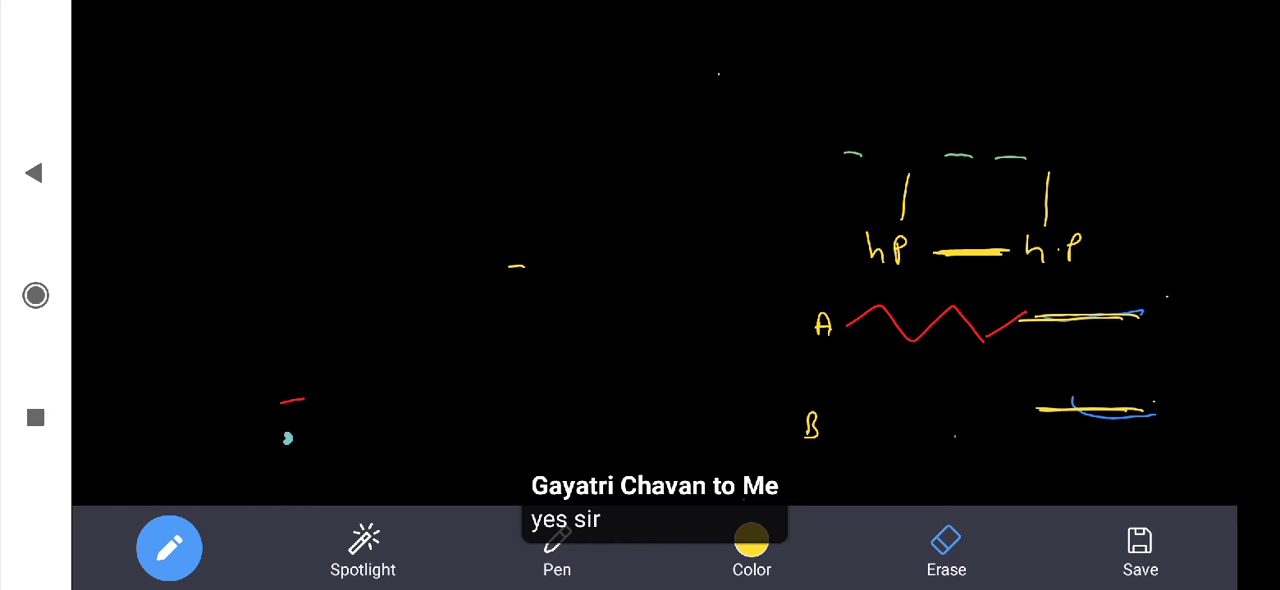 hP h.P
A
B
Gayatri Chavan to Me
yes sir
Spotlight Pen Color Erase Save